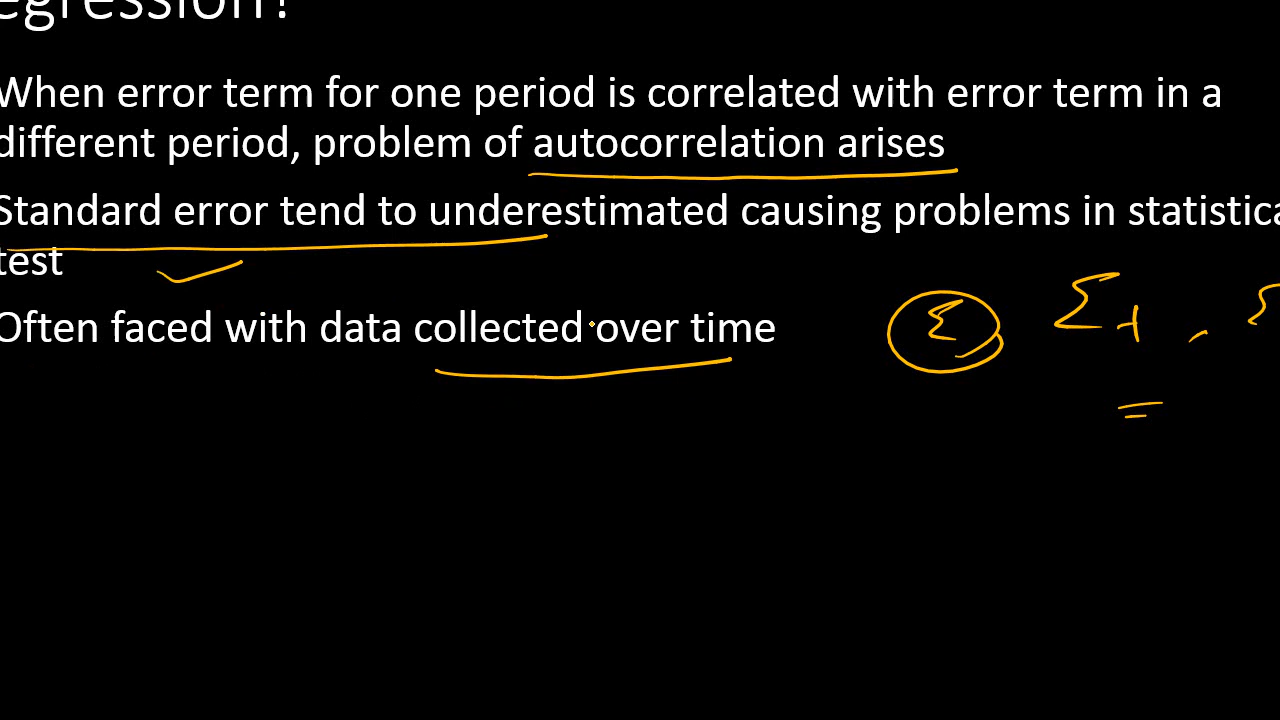 egression?
When error term for one period is correlated with error term in a
different period, problem of autocorrelation arises
Standard error tend to underestimated causing problems in statistica
test
Often faced with data collected over time
Σ Σt ,